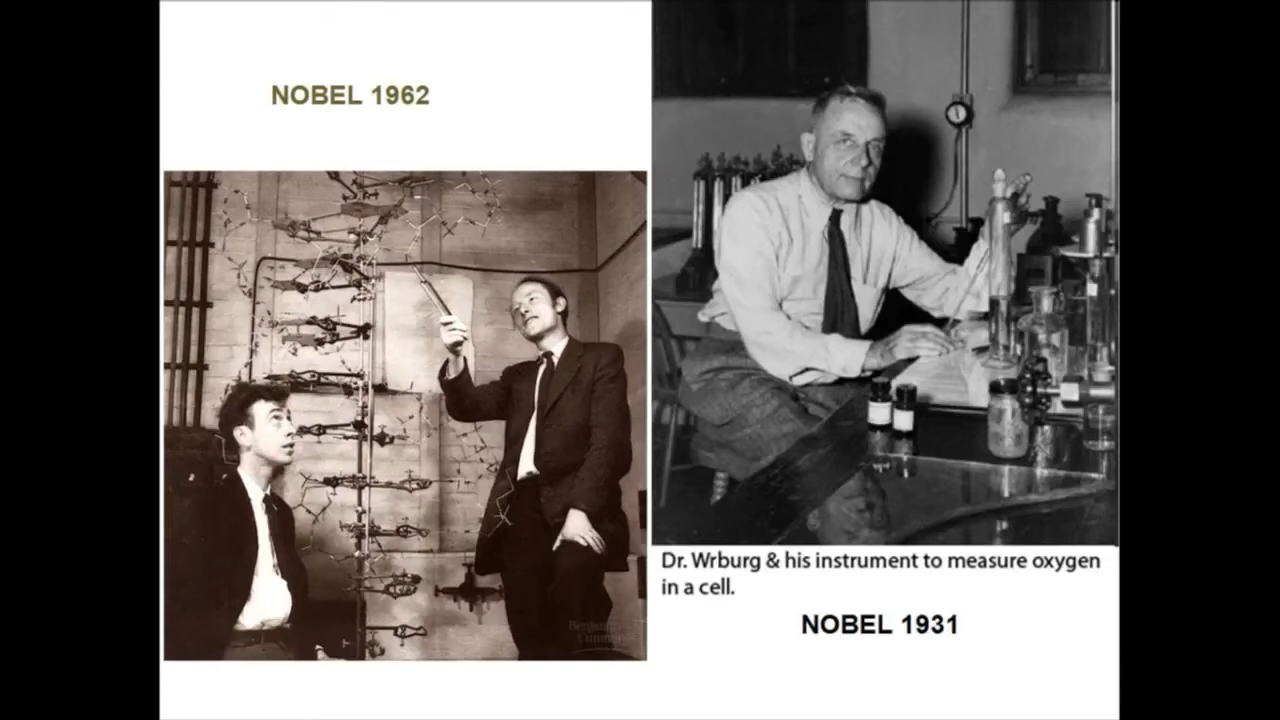 NOBEL 1962
Dr. Wrburg & his instrument to measure oxygen
in a cell.
NOBEL 1931